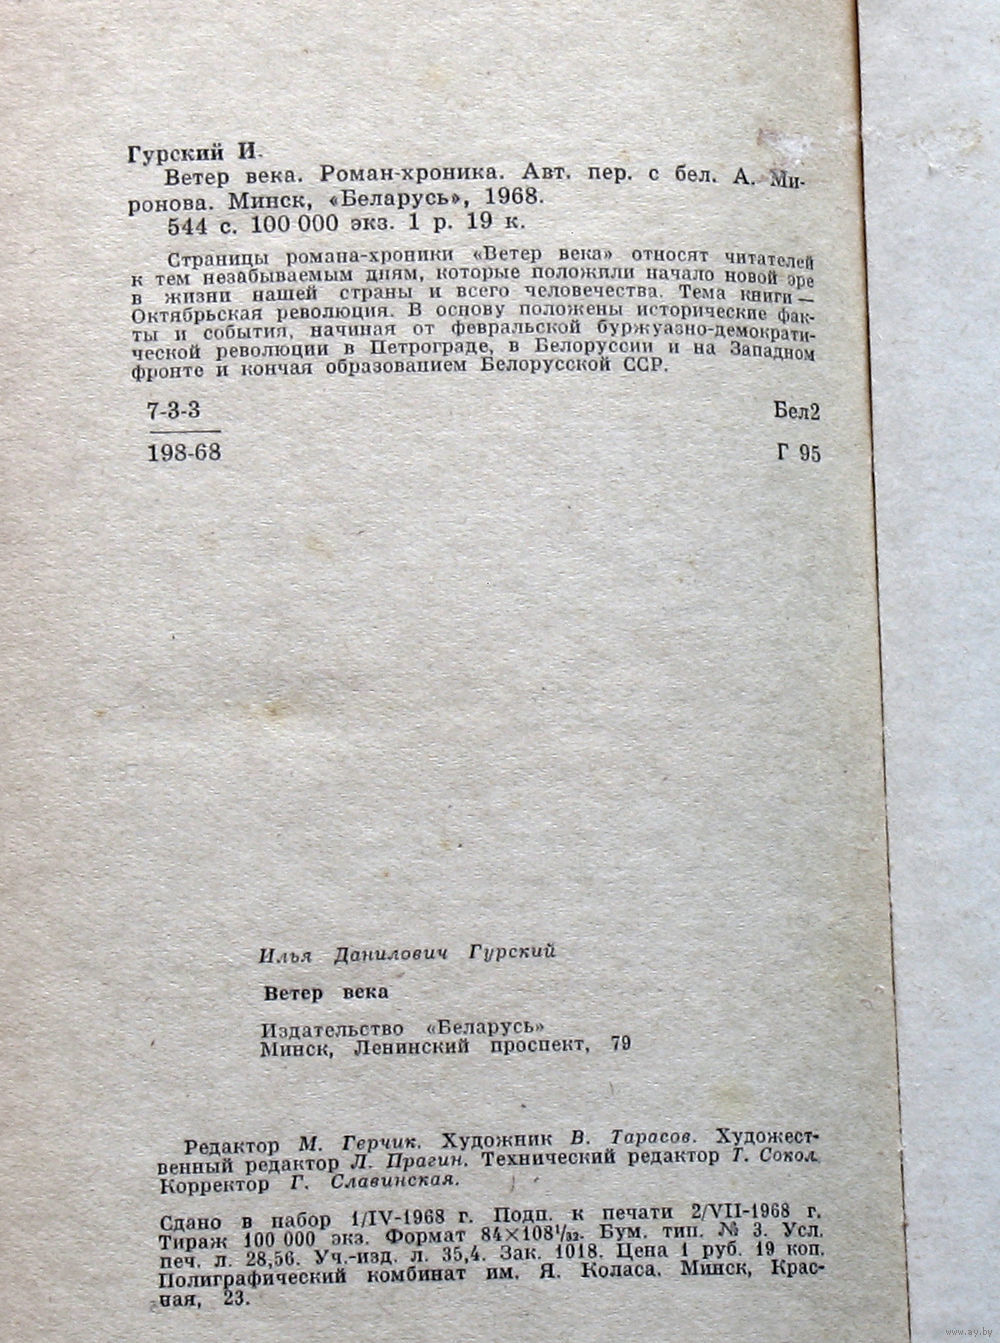 Гурский И.
Ветер века. Роман-хроника. Авт. пер. с бел. А. Ми-
ронова. Минск, «Беларусь», 1968.
544 с. 100 000 экз. 1 р. 19 к.
Страницы романа-хроники «Ветер века» относят читателей
к тем незабываемым дням, которые положили начало новой эре
в жизни нашей страны и всего человечества. Тема книги —
Октябрьская революция. В основу положены исторические фак-
ты и события, начиная от февральской буржуазно-демократи-
ческой революции в Петрограде, в Белоруссии и на Западном
фронте и кончая образованием Белорусской ССР.
7-3-3 Бел2
198-68 Г 95
Илья Данилович Гурский
Ветер века
Издательство «Беларусь»
Минск, Ленинский проспект, 79
Редактор М. Герчик. Художник В. Тарасов. Художест-
венный редактор Л. Прагин. Технический редактор Т. Сокол.
Корректор Г. Славинская.
Сдано в набор 1/IV-1968 г. Подп. к печати 2/VII-1968 г.
Тираж 100 000 экз. Формат 84×108¹/₃₂. Бум. тип. № 3. Усл.
печ. л. 28,56. Уч.-изд. л. 35,4. Зак. 1018. Цена 1 руб. 19 коп.
Полиграфический комбинат им. Я. Коласа. Минск, Крас-
ная, 23.
www.ay.by